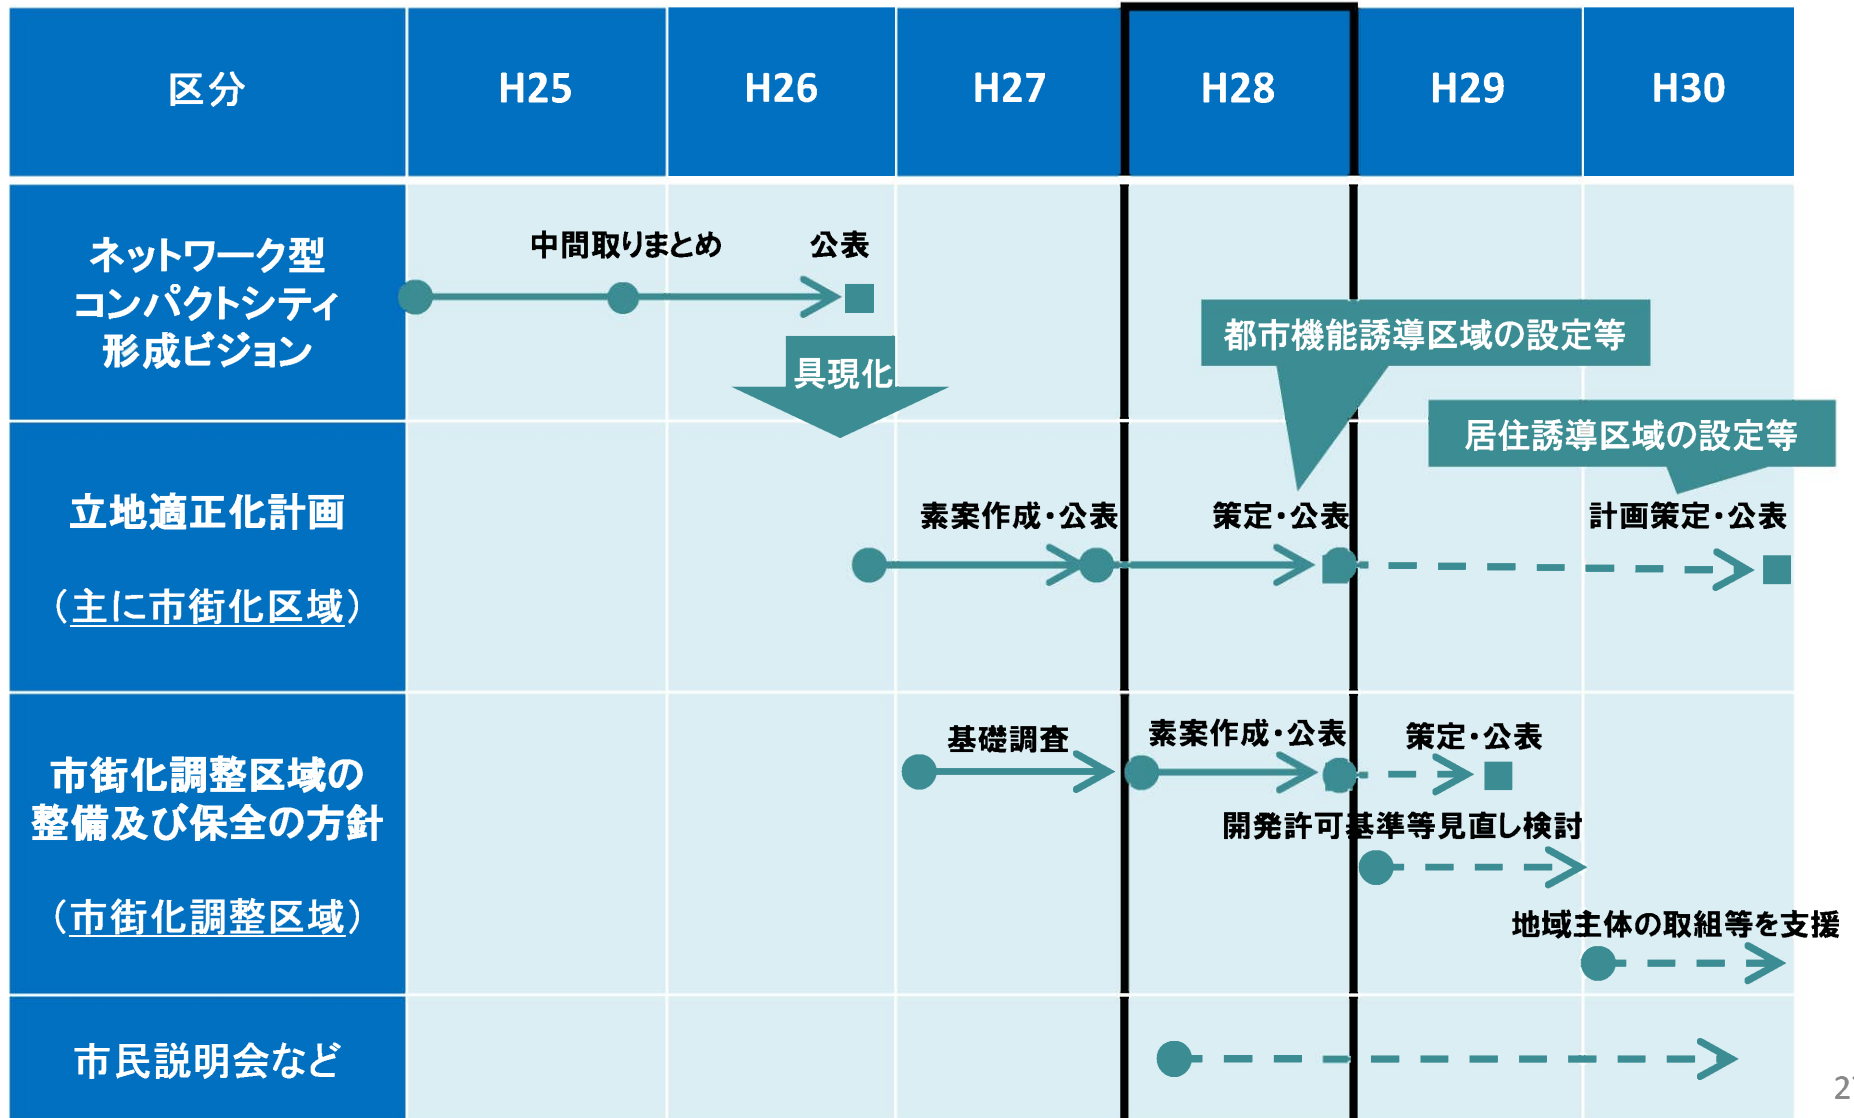 区分
H25
H26
H27
H28
H29
H30
ネットワーク型
コンパクトシティ
形成ビジョン
中間取りまとめ
公表
具現化
都市機能誘導区域の設定等
居住誘導区域の設定等
立地適正化計画
（主に市街化区域）
素案作成・公表
策定・公表
計画策定・公表
市街化調整区域の
整備及び保全の方針
（市街化調整区域）
基礎調査
素案作成・公表
策定・公表
開発許可基準等見直し検討
地域主体の取組等を支援
市民説明会など